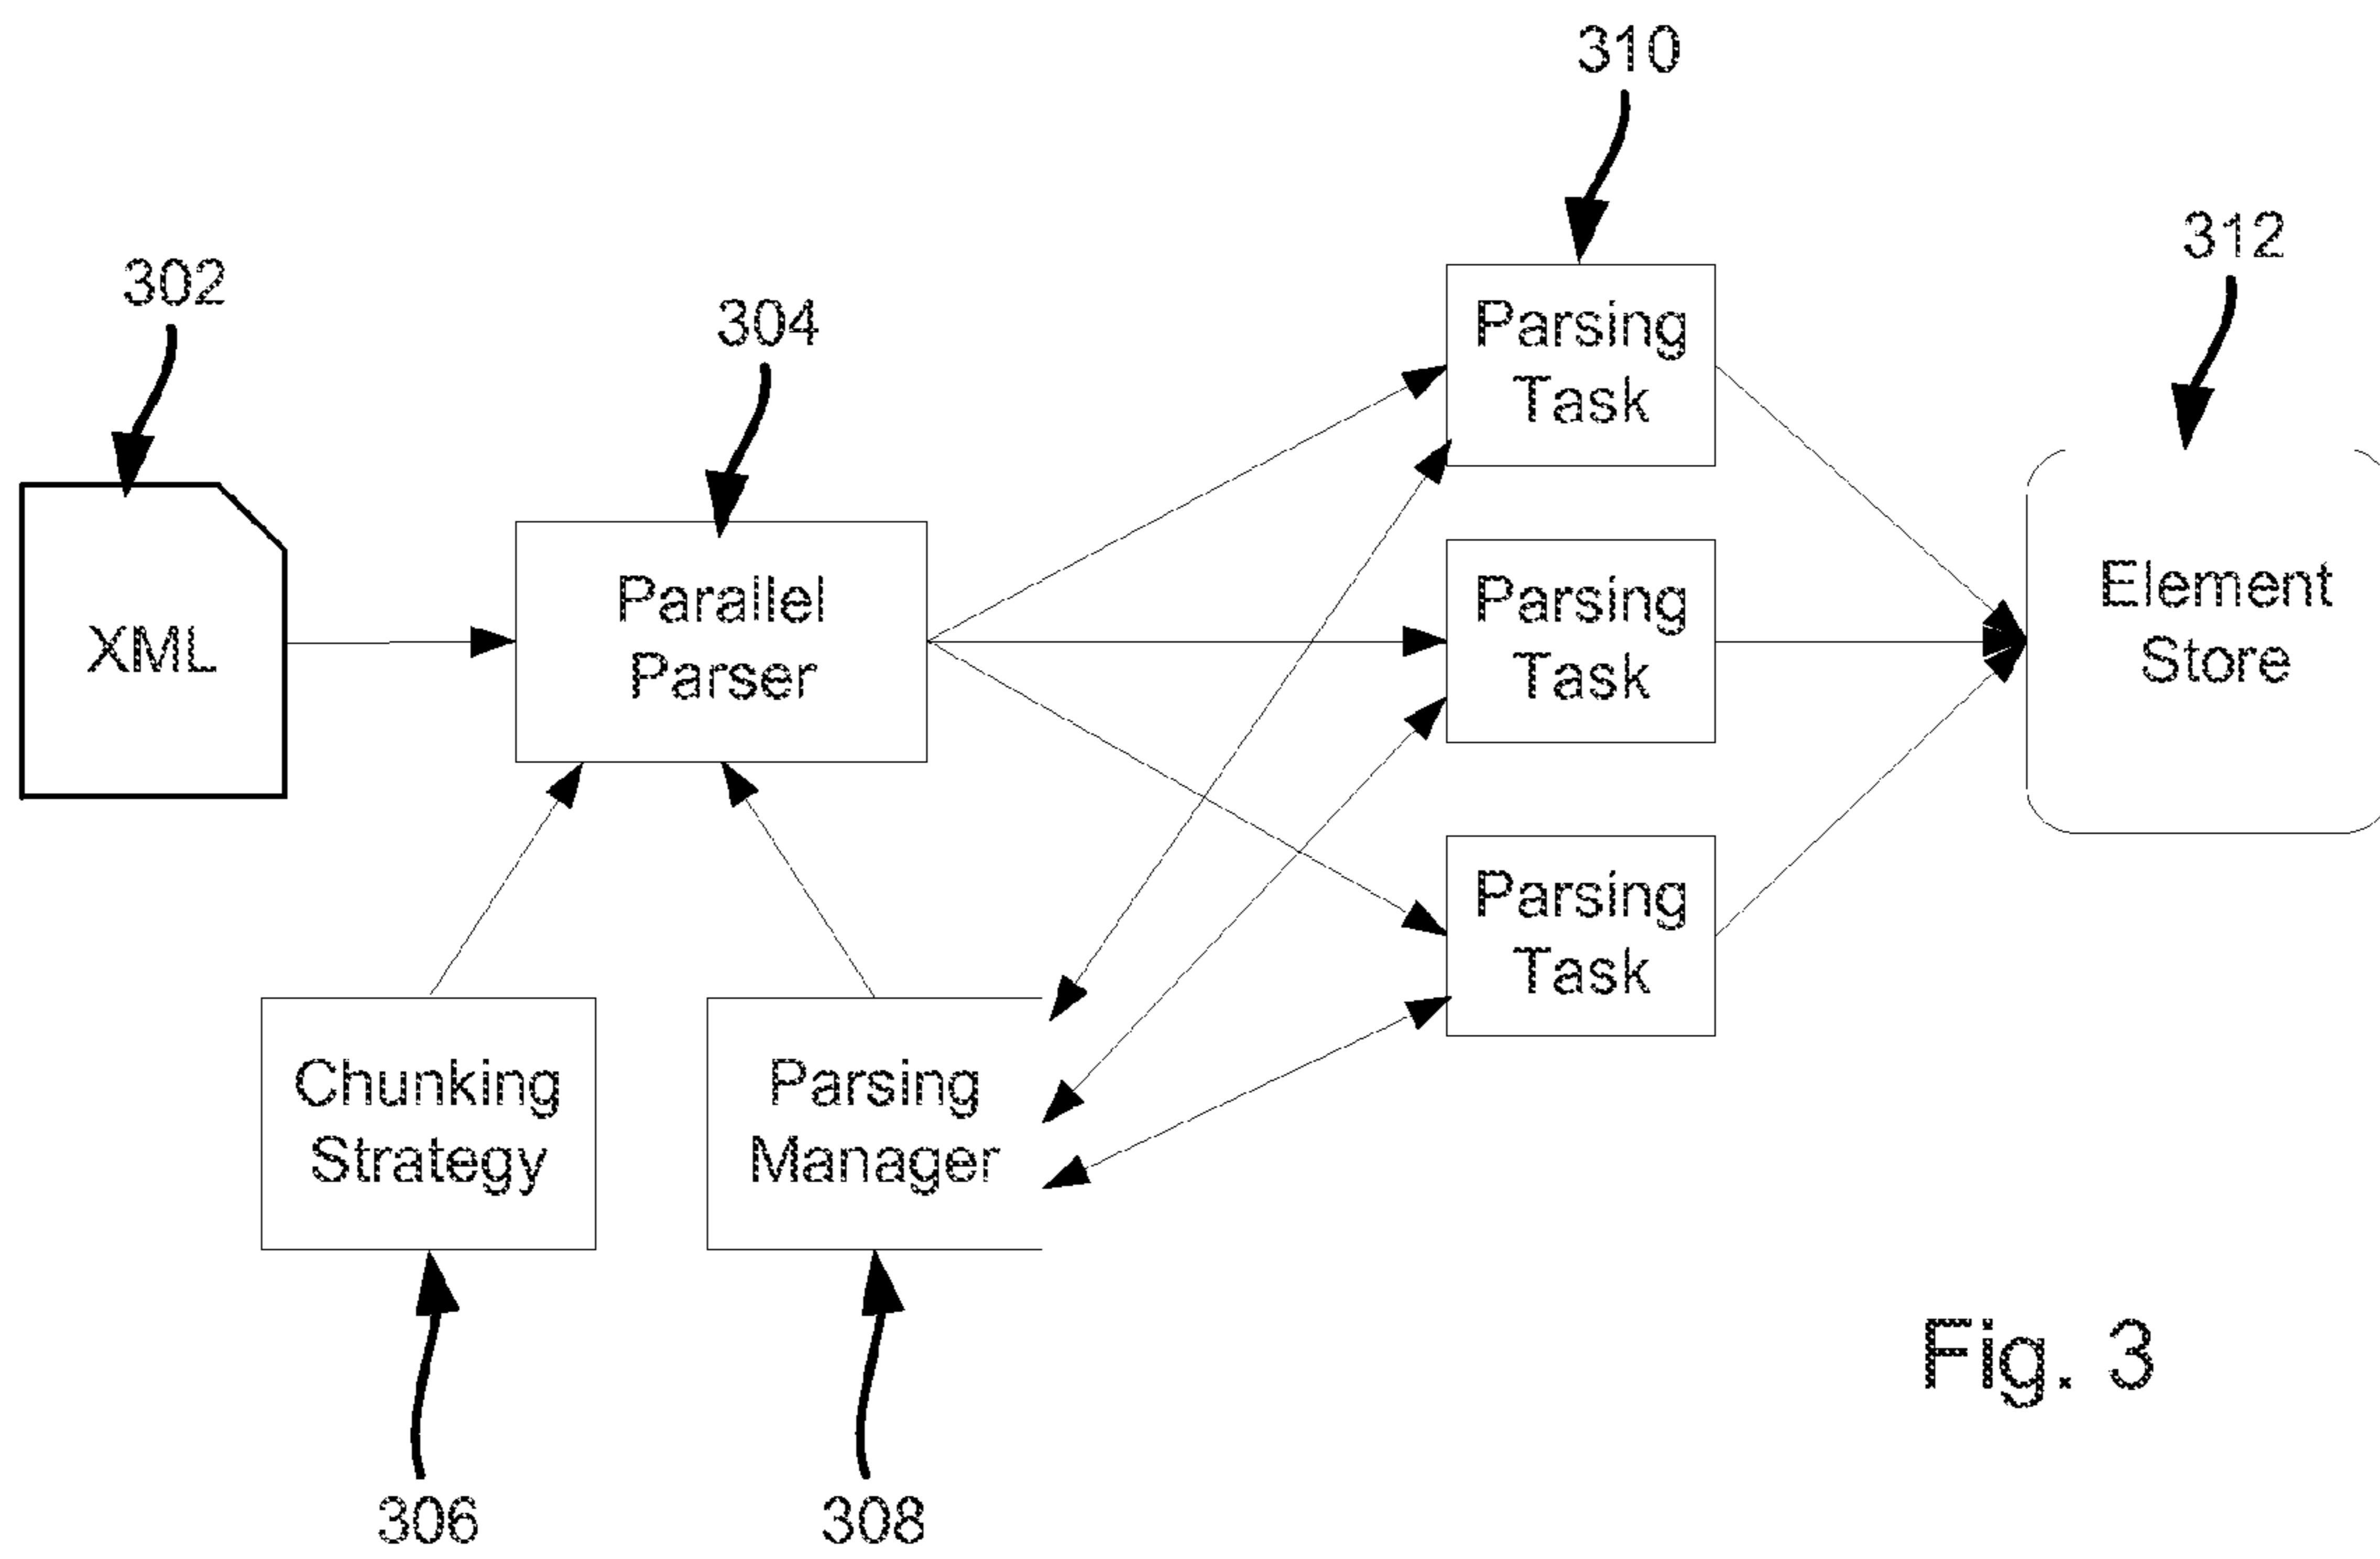 310
312
302
304
Parsing
Task
XML
Parallel
Parser
Parsing
Task
Element
Store
Parsing
Task
Chunking
Strategy
Parsing
Manager
306
308
Fig. 3